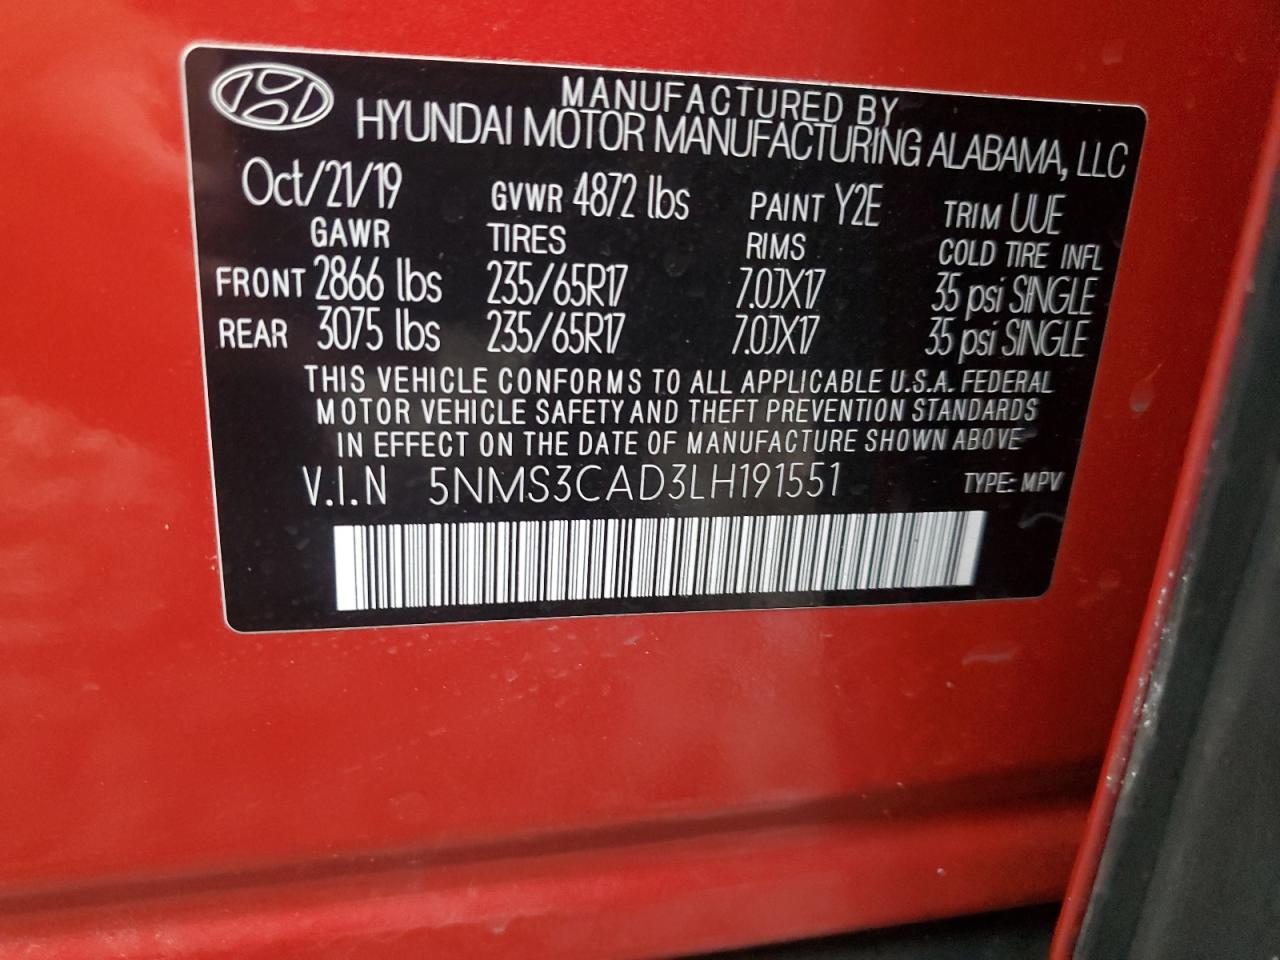 MANUFACTURED BY
HYUNDAI MOTOR MANUFACTURING ALABAMA, LLC
Oct/21/19 GVWR 4872 lbs PAINT Y2E TRIM UUE
GAWR TIRES RIMS COLD TIRE INFL
FRONT 2866 lbs 235/65R17 7.0JX17 35 psi SINGLE
REAR 3075 lbs 235/65R17 7.0JX17 35 psi SINGLE
THIS VEHICLE CONFORMS TO ALL APPLICABLE U.S.A. FEDERAL
MOTOR VEHICLE SAFETY AND THEFT PREVENTION STANDARDS
IN EFFECT ON THE DATE OF MANUFACTURE SHOWN ABOVE
V.I.N 5NMS3CAD3LH191551 TYPE: MPV